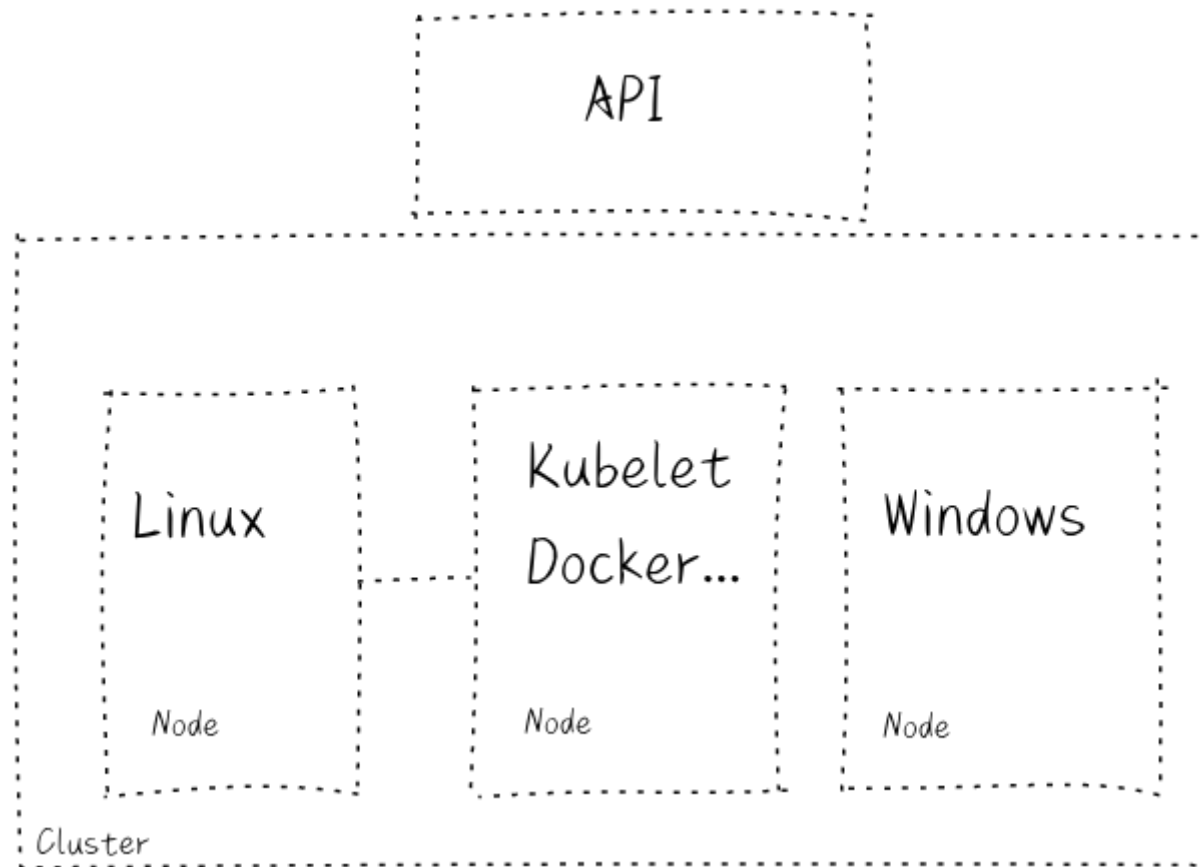 API
Linux
Kubelet
Docker...
Windows
Node
Node
Node
Cluster